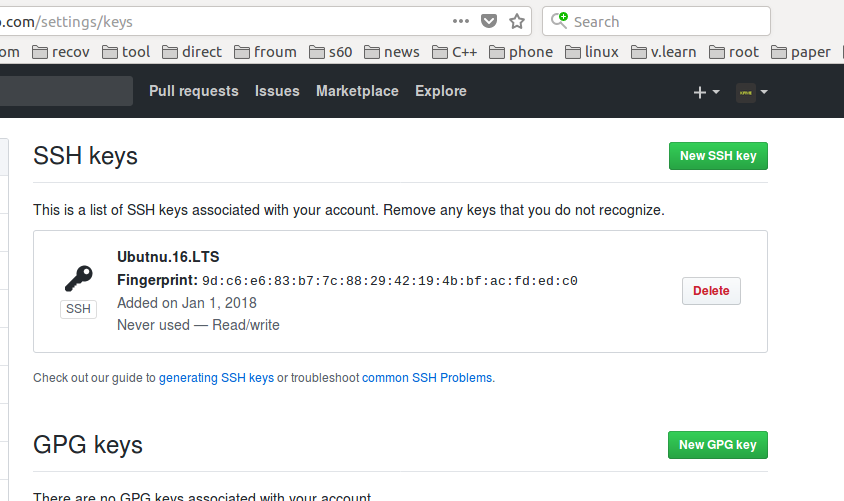 .com/settings/keys
Search
om recov tool direct froum s60 news C++ phone linux v.learn root paper
Pull requests Issues Marketplace Explore
SSH keys
New SSH key
This is a list of SSH keys associated with your account. Remove any keys that you do not recognize.
Ubutnu.16.LTS
Fingerprint: 9d:c6:e6:83:b7:7c:88:29:42:19:4b:bf:ac:fd:ed:c0
SSH
Added on Jan 1, 2018
Never used — Read/write
Delete
Check out our guide to generating SSH keys or troubleshoot common SSH Problems.
GPG keys
New GPG key
There are no GPG keys associated with your account.